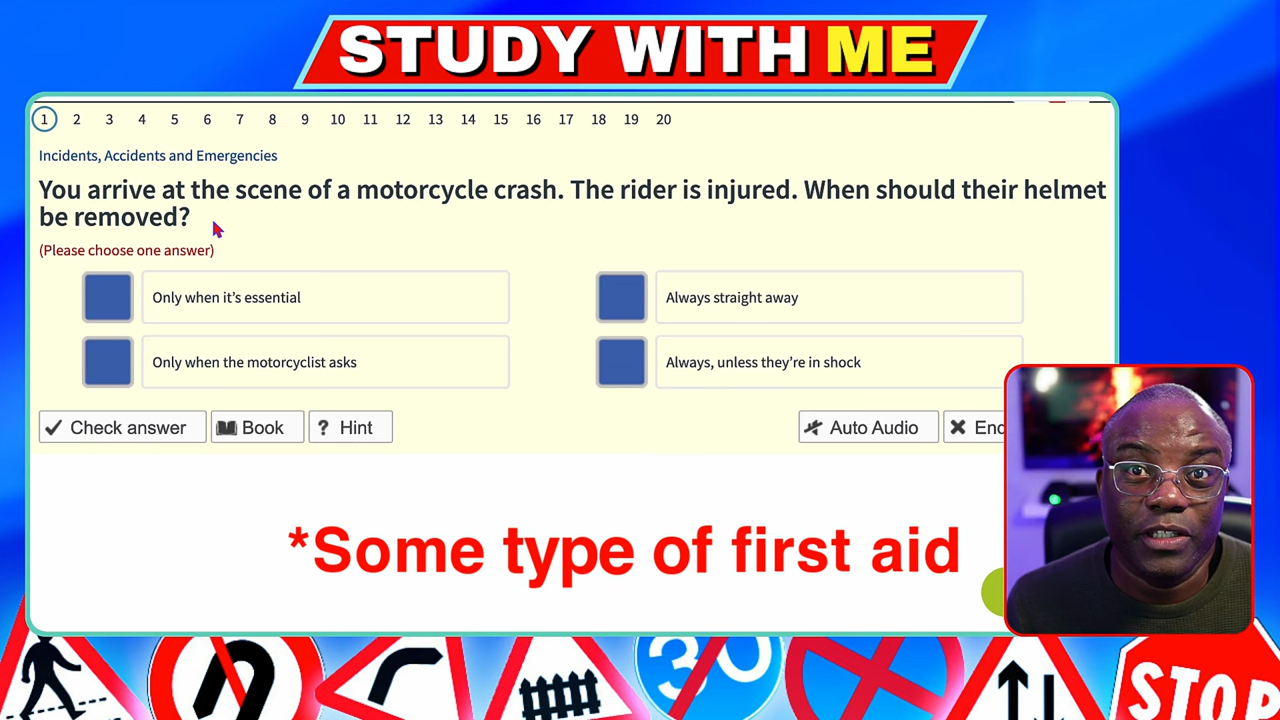 STUDY WITH ME
1 2 3 4 5 6 7 8 9 10 11 12 13 14 15 16 17 18 19 20
Incidents, Accidents and Emergencies
You arrive at the scene of a motorcycle crash. The rider is injured. When should their helmet
be removed?
(Please choose one answer)
Only when it’s essential
Always straight away
Only when the motorcyclist asks
Always, unless they’re in shock
Check answer
Book
? Hint
Auto Audio
*Some type of first aid
30
STOP